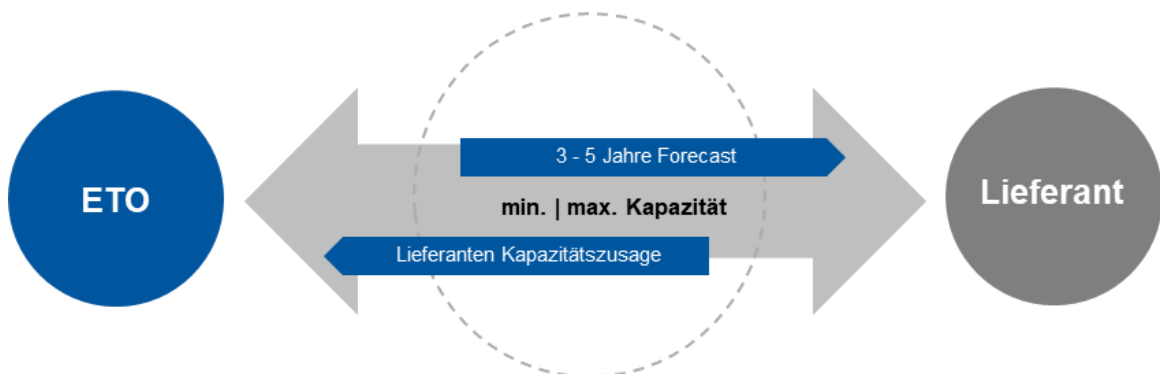 ETO
3 - 5 Jahre Forecast
min. | max. Kapazität
Lieferanten Kapazitätszusage
Lieferant